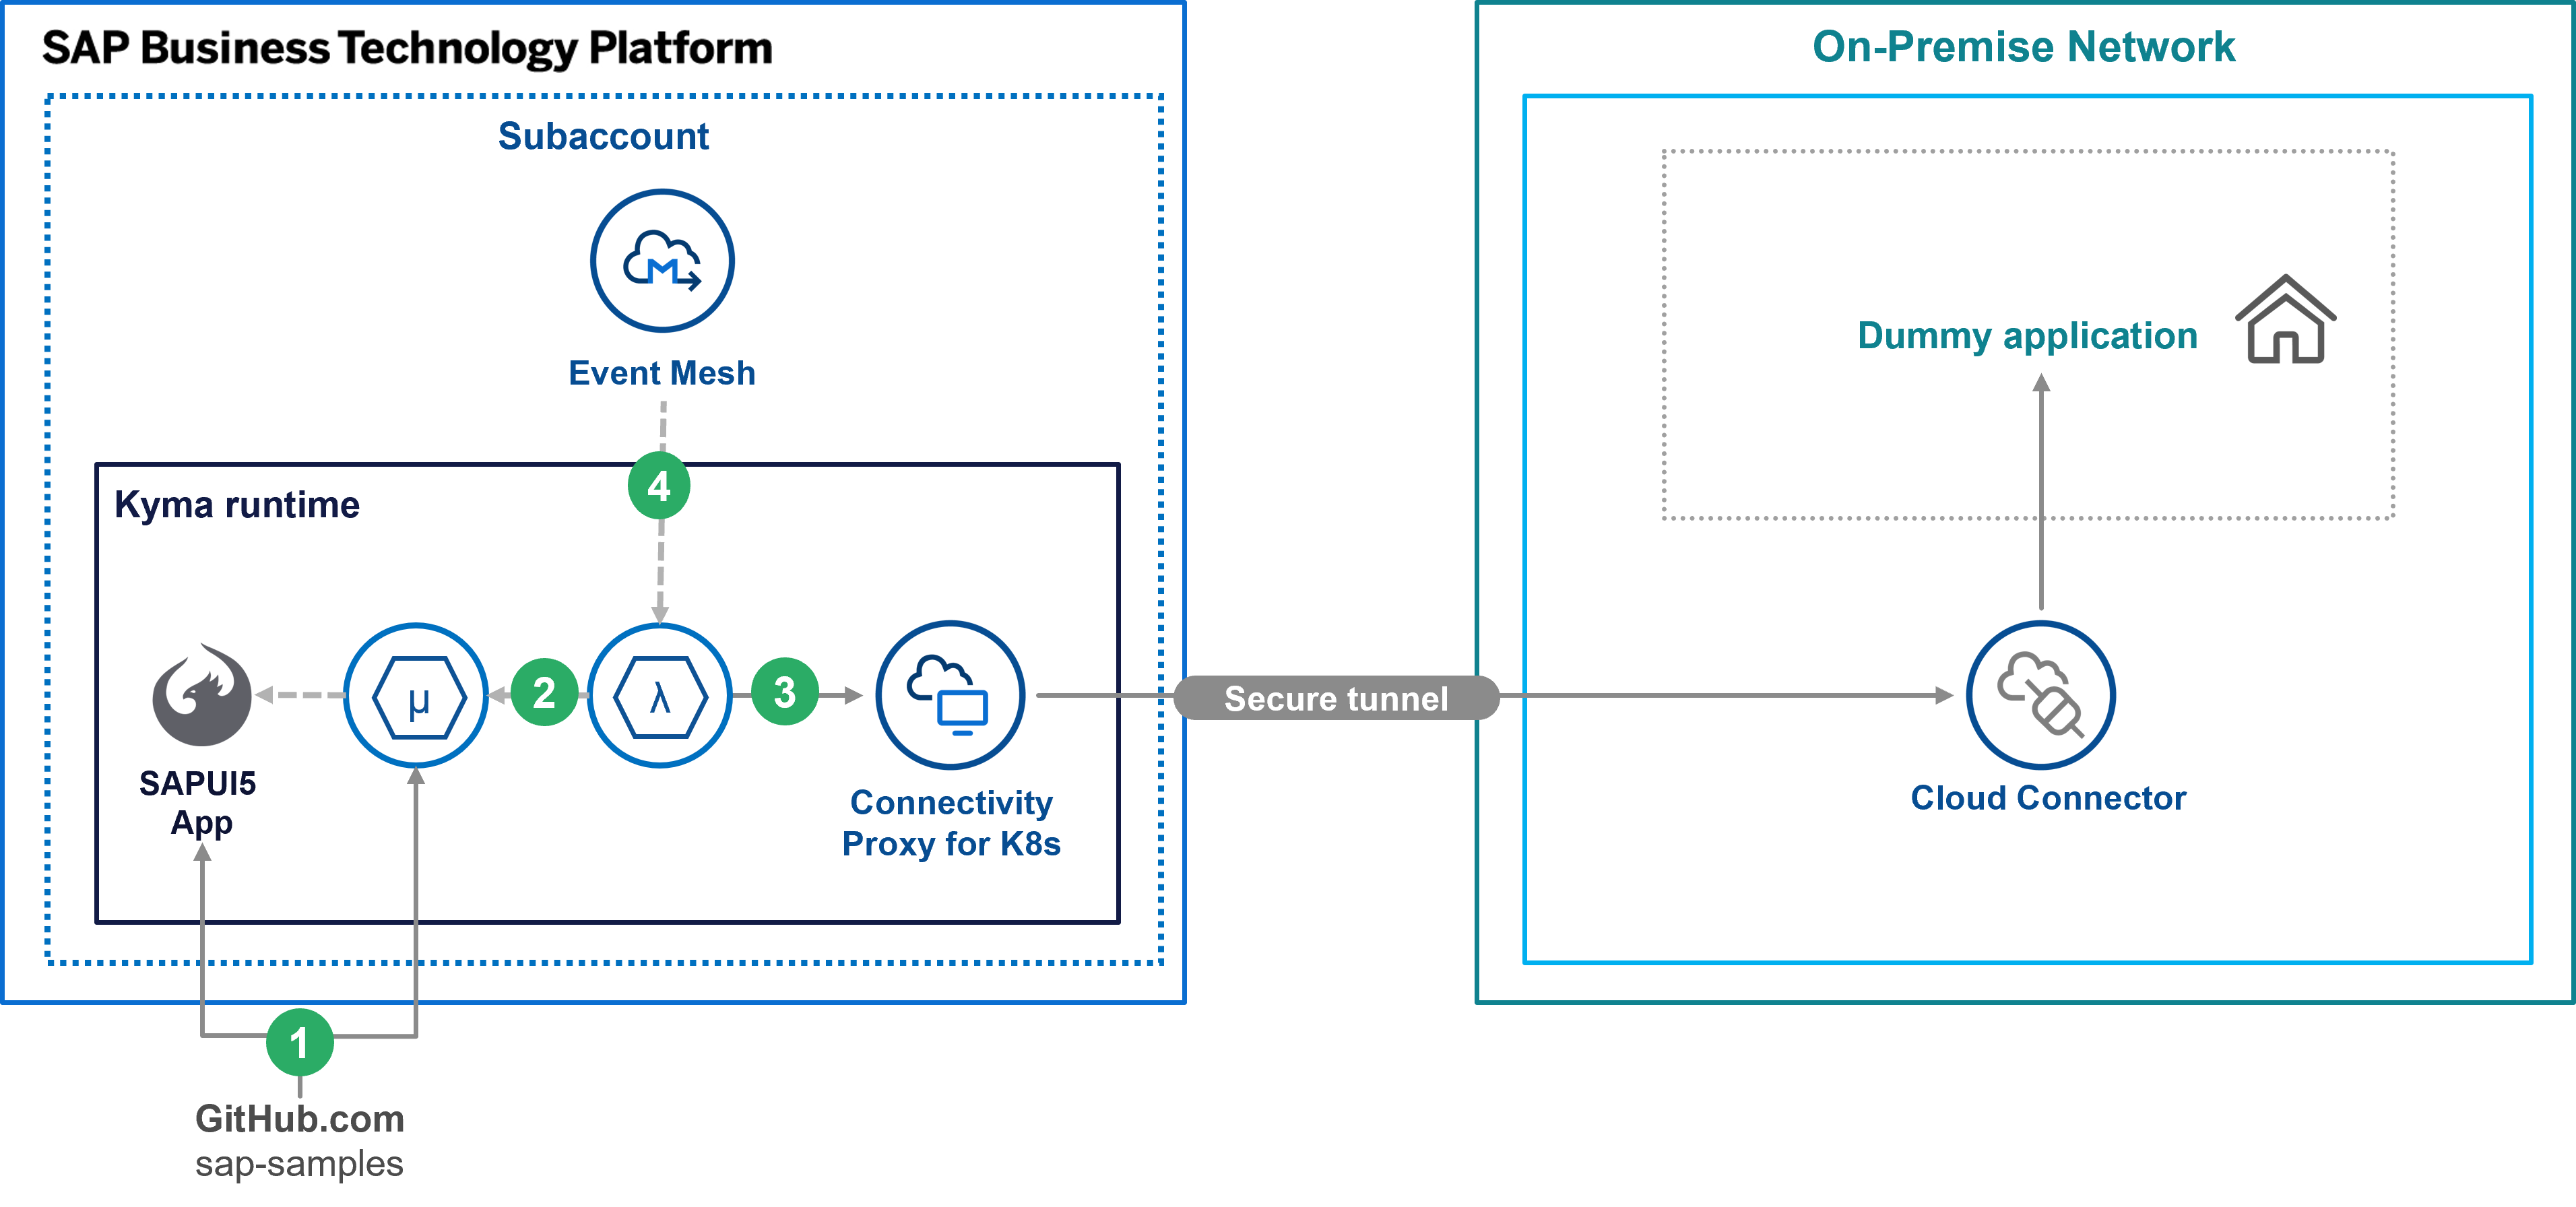 SAP Business Technology Platform
Subaccount
Event Mesh
4
Kyma runtime
μ
2
λ
3
SAPUI5
App
Connectivity
Proxy for K8s
1
GitHub.com
sap-samples
Secure tunnel
On-Premise Network
Dummy application
Cloud Connector